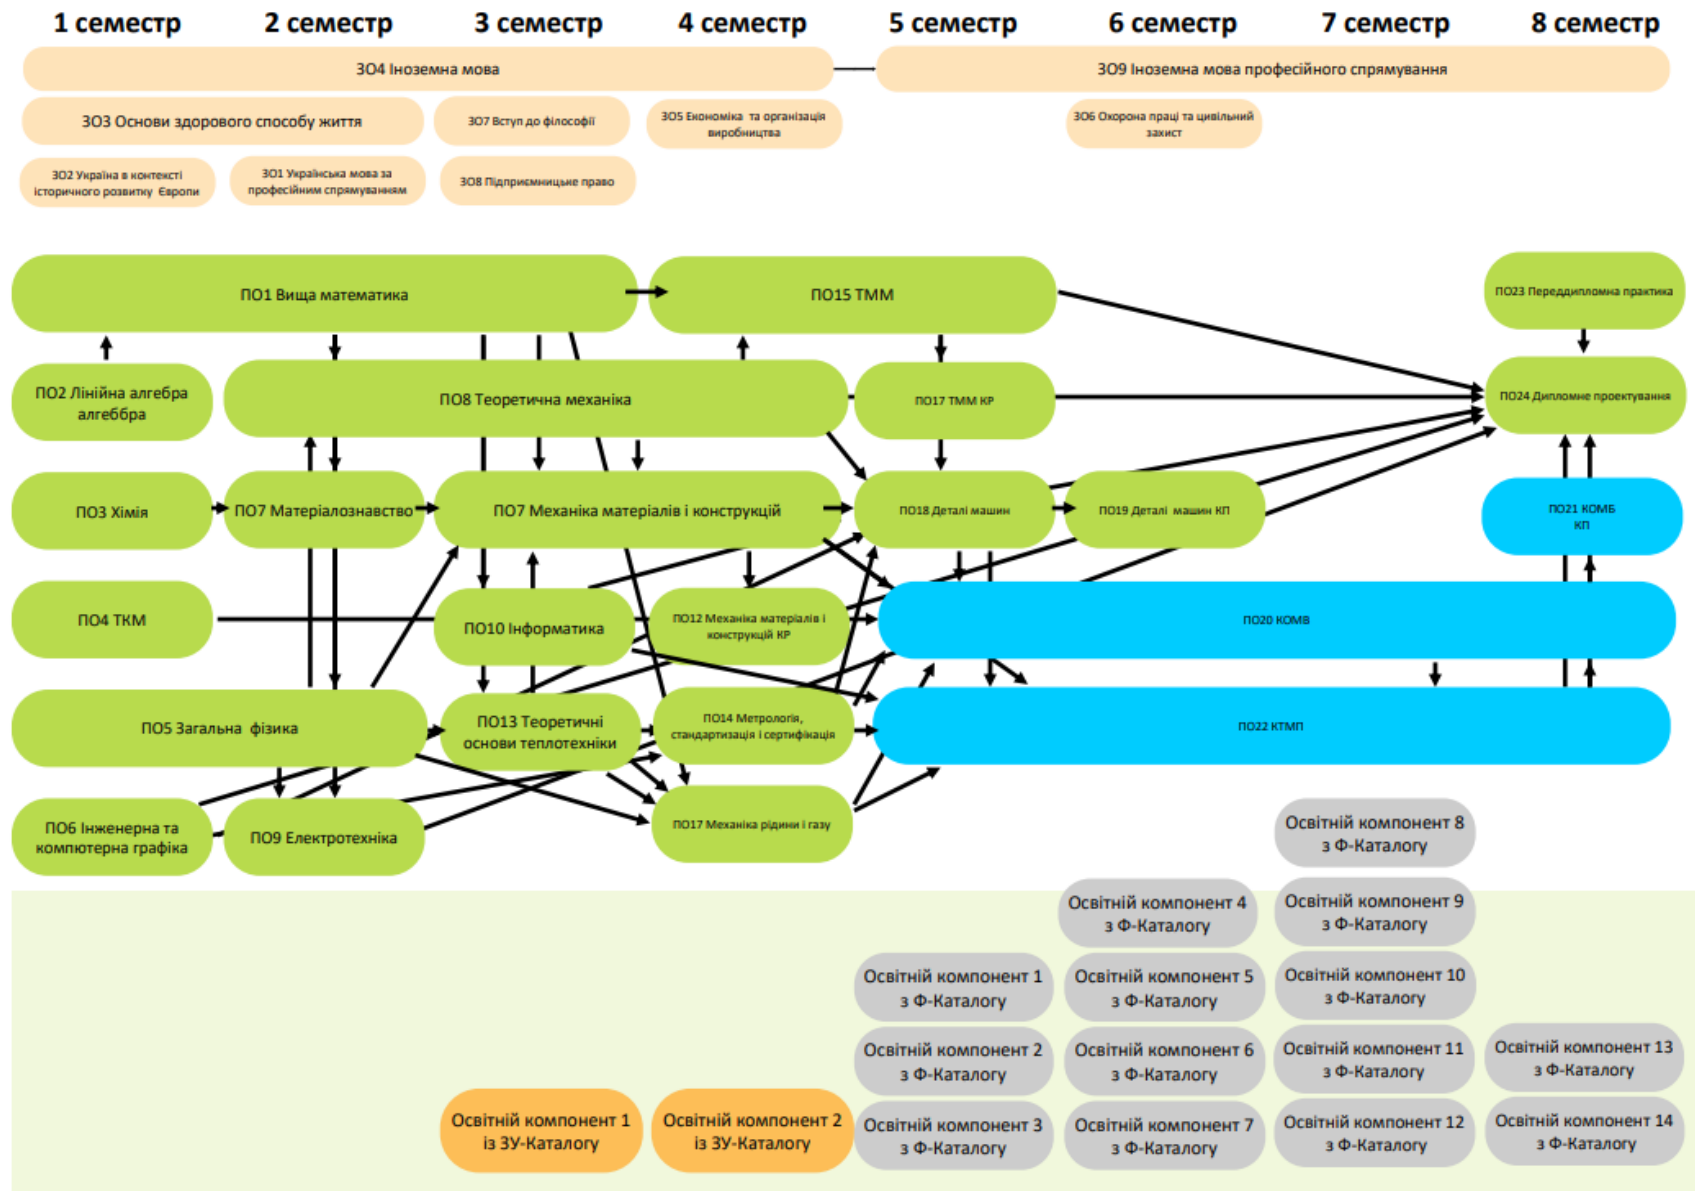 1 семестр
2 семестр
3 семестр
4 семестр
5 семестр
6 семестр
7 семестр
8 семестр
ЗО4 Іноземна мова
ЗО9 Іноземна мова професійного спрямування
ЗО3 Основи здорового способу життя
ЗО7 Вступ до філософії
ЗО5 Економіка та організація
виробництва
ЗО6 Охорона праці та цивільний
захист
ЗО2 Україна в контексті
історичного розвитку Європи
ЗО1 Українська мова за
професійним спрямуванням
ЗО8 Підприємницьке право
ПО1 Вища математика
ПО15 ТММ
ПО23 Переддипломна практика
ПО2 Лінійна алгебра
алгеббра
ПО8 Теоретична механіка
ПО17 ТММ КР
ПО24 Дипломне проектування
ПО3 Хімія
ПО7 Матеріалознавство
ПО7 Механіка матеріалів і конструкцій
ПО18 Деталі машин
ПО19 Деталі машин КП
ПО21 КОМБ
КП
ПО4 ТКМ
ПО10 Інформатика
ПО12 Механіка матеріалів і
конструкцій КР
ПО20 КОМВ
ПО5 Загальна фізика
ПО13 Теоретичні
основи теплотехніки
ПО14 Метрологія,
стандартизація і сертифікація
ПО22 КТМП
ПО6 Інженерна та
компютерна графіка
ПО9 Електротехніка
ПО17 Механіка рідини і газу
Освітній компонент 8
з Ф-Каталогу
Освітній компонент 4
з Ф-Каталогу
Освітній компонент 9
з Ф-Каталогу
Освітній компонент 1
з Ф-Каталогу
Освітній компонент 5
з Ф-Каталогу
Освітній компонент 10
з Ф-Каталогу
Освітній компонент 2
з Ф-Каталогу
Освітній компонент 6
з Ф-Каталогу
Освітній компонент 11
з Ф-Каталогу
Освітній компонент 13
з Ф-Каталогу
Освітній компонент 1
із ЗУ-Каталогу
Освітній компонент 2
із ЗУ-Каталогу
Освітній компонент 3
з Ф-Каталогу
Освітній компонент 7
з Ф-Каталогу
Освітній компонент 12
з Ф-Каталогу
Освітній компонент 14
з Ф-Каталогу